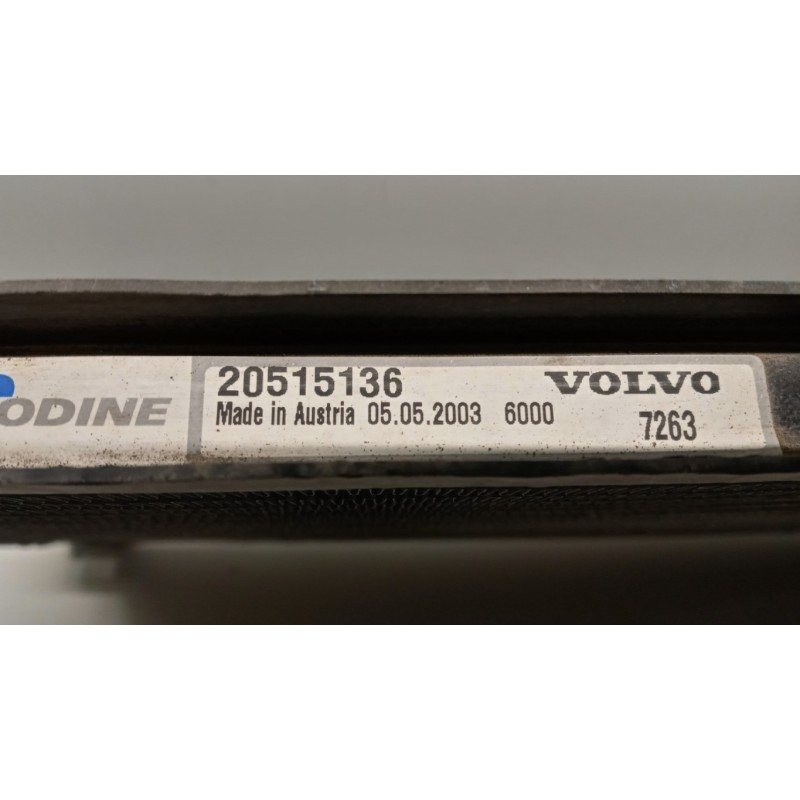 ODINE
20515136 VOLVO
Made in Austria 05.05.2003 6000 7263